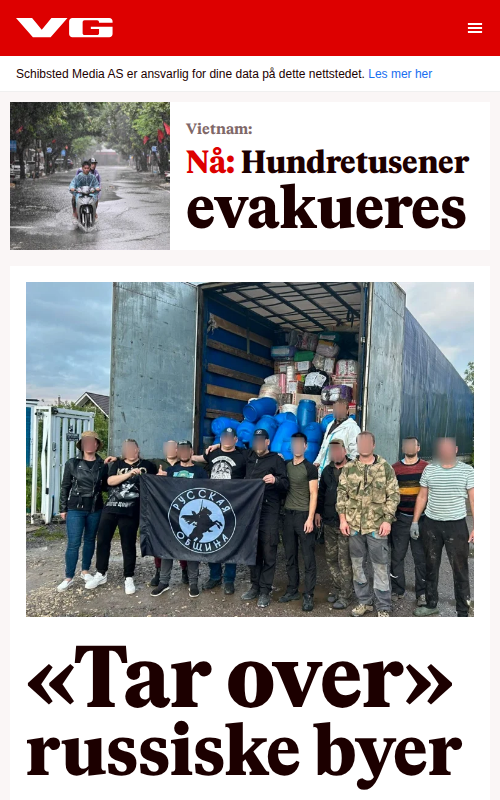 VG
Schibsted Media AS er ansvarlig for dine data på dette nettstedet. Les mer her
Vietnam:
Nå: Hundretusener
evakueres
РУССКАЯ
ОБЩИНА
«Tar over»
russiske byer